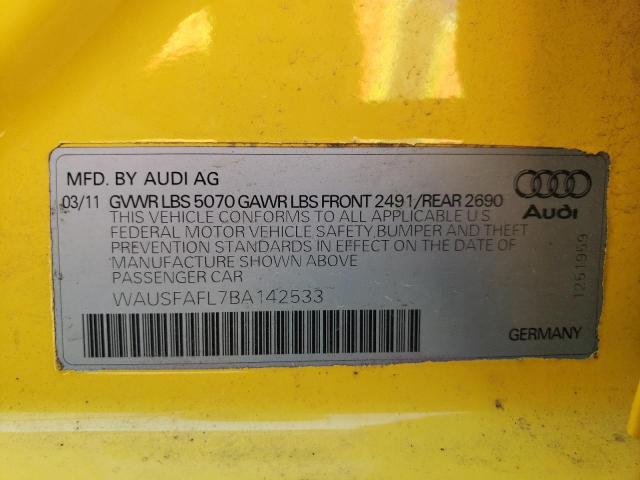 MFD. BY AUDI AG
03/11 GVWR LBS 5070 GAWR LBS FRONT 2491/REAR 2690
THIS VEHICLE CONFORMS TO ALL APPLICABLE U S
FEDERAL MOTOR VEHICLE SAFETY, BUMPER AND THEFT
PREVENTION STANDARDS IN EFFECT ON THE DATE OF
MANUFACTURE SHOWN ABOVE
PASSENGER CAR
WAUSFAFL7BA142533
Audi
1251959
GERMANY